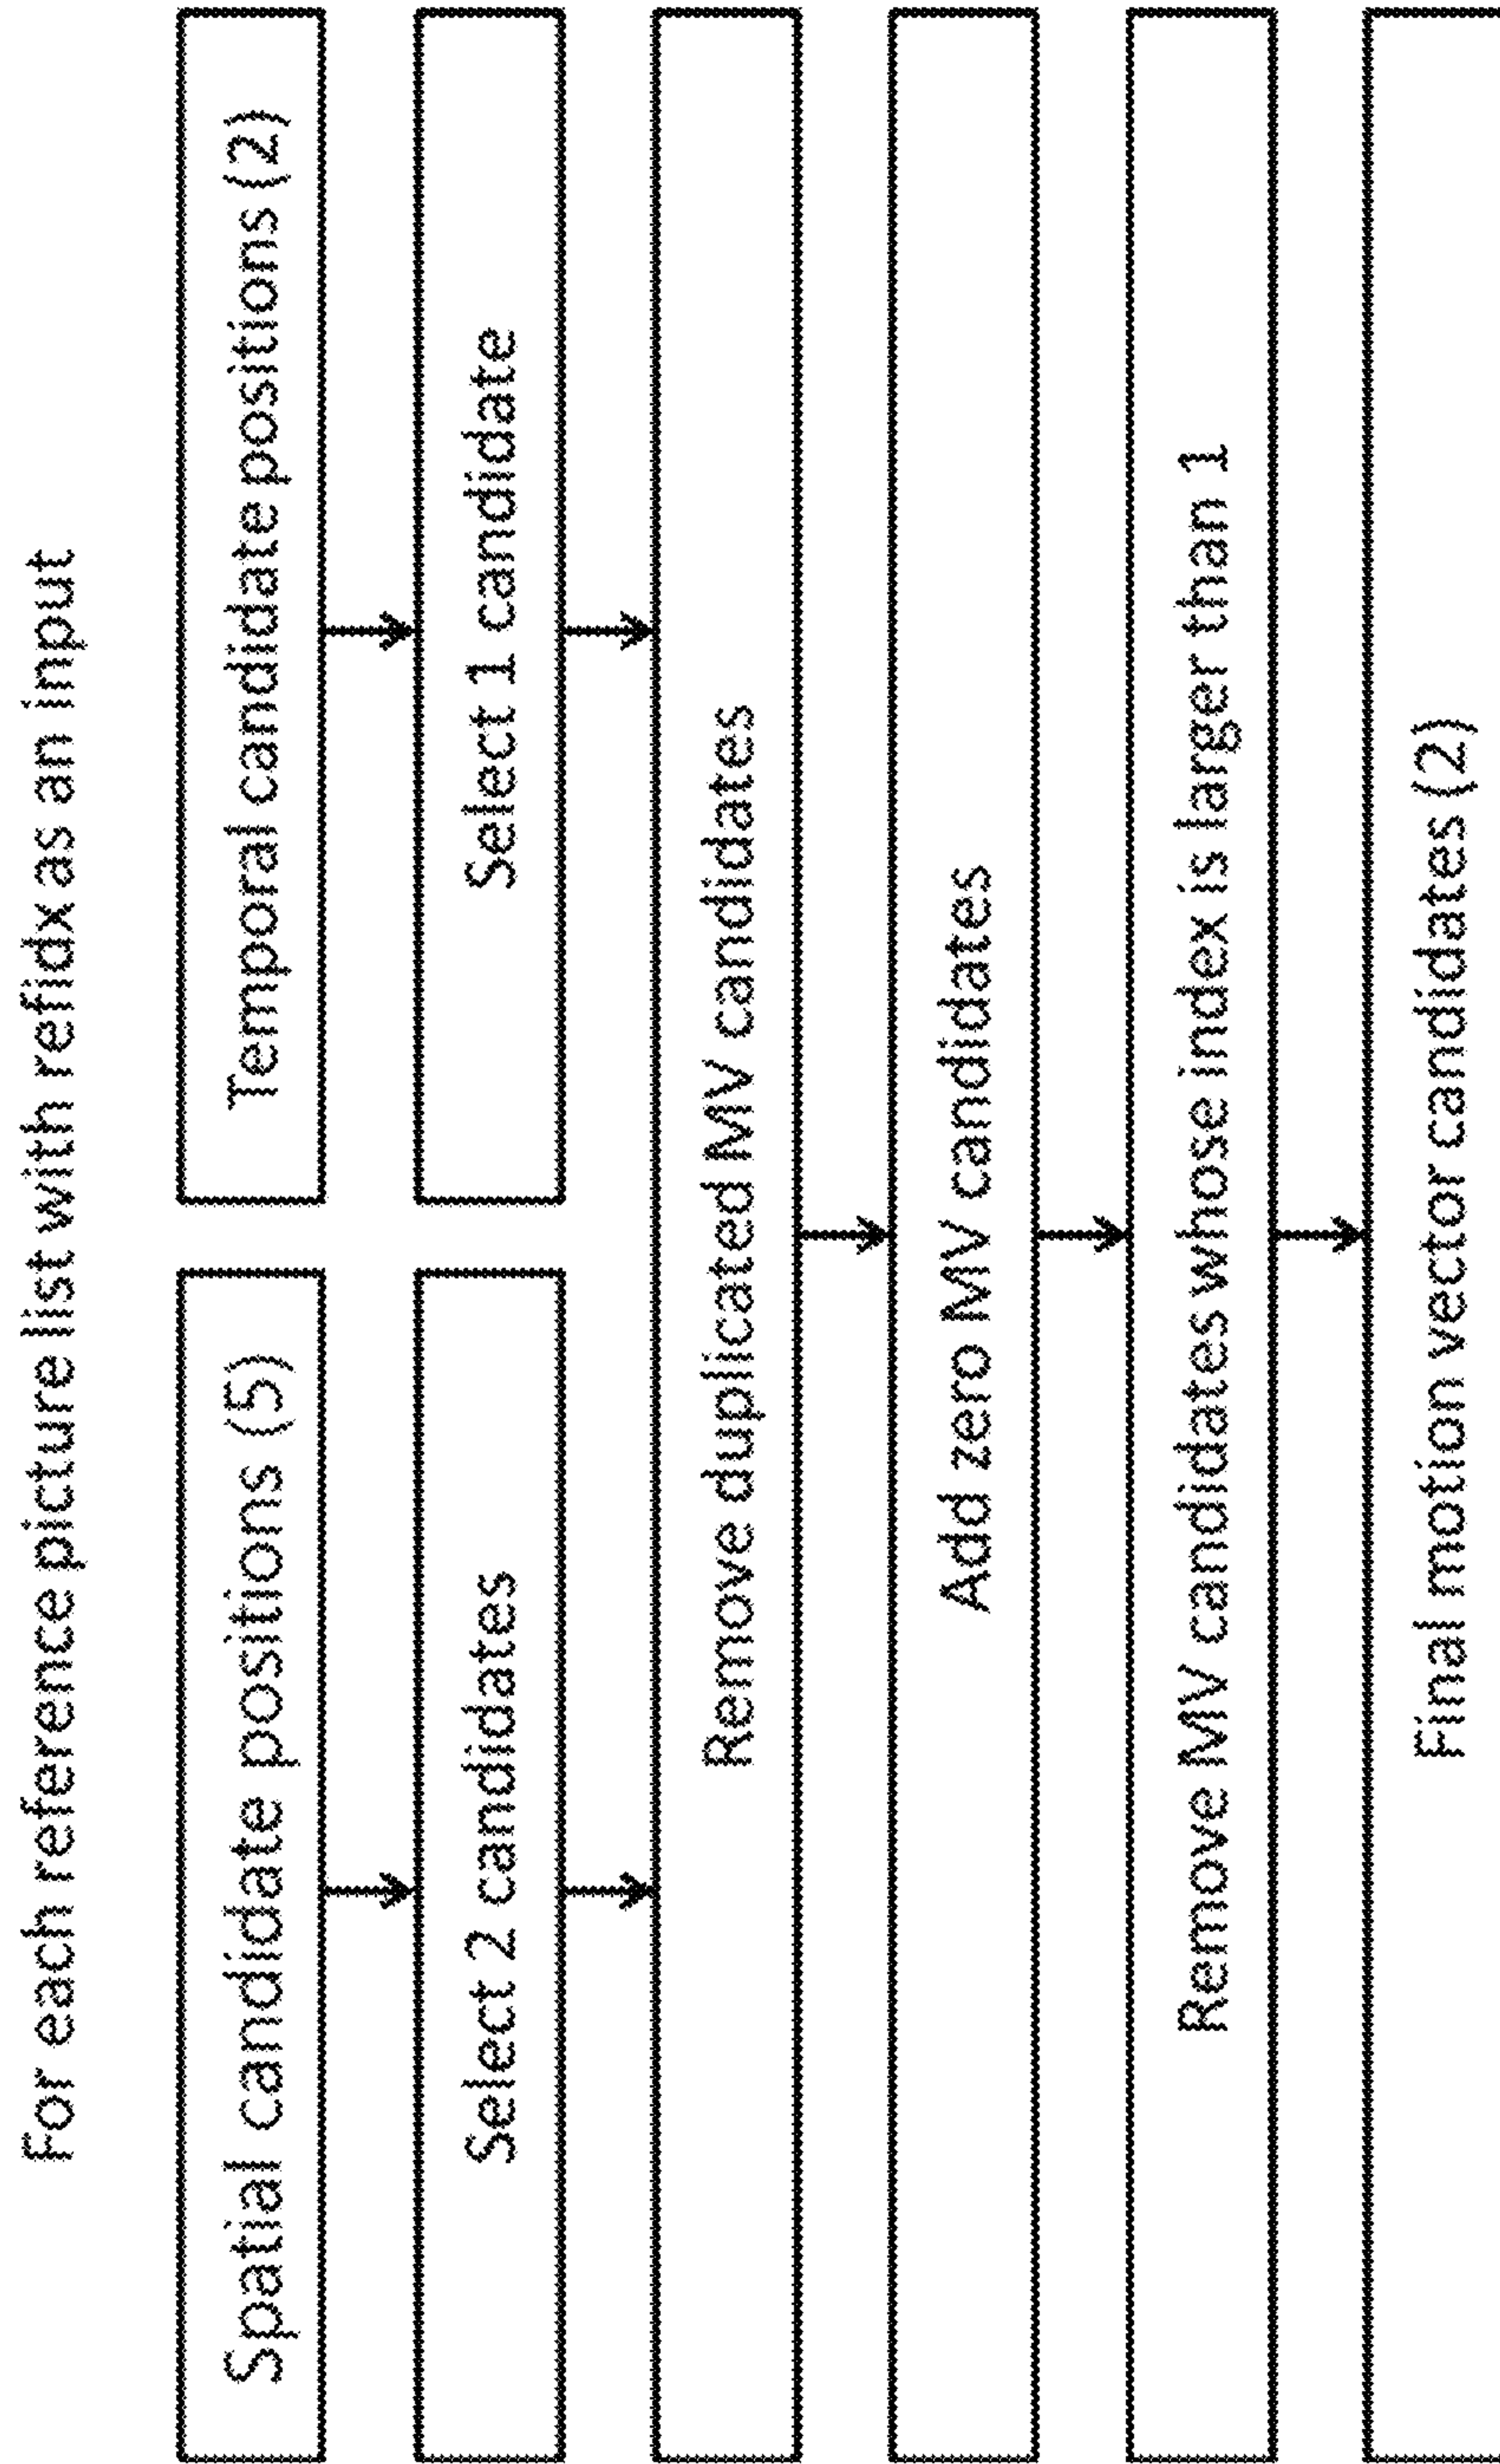 For each reference picture list with refidx as an input
Spatial candidate positions (5)
Temporal candidate positions (2)
Select 2 candidates
Select 1 candidate
Remove duplicated MV candidates
Add zero MV candidates
Remove MV candidates whose index is larger than 1
Final motion vector candidates (2)